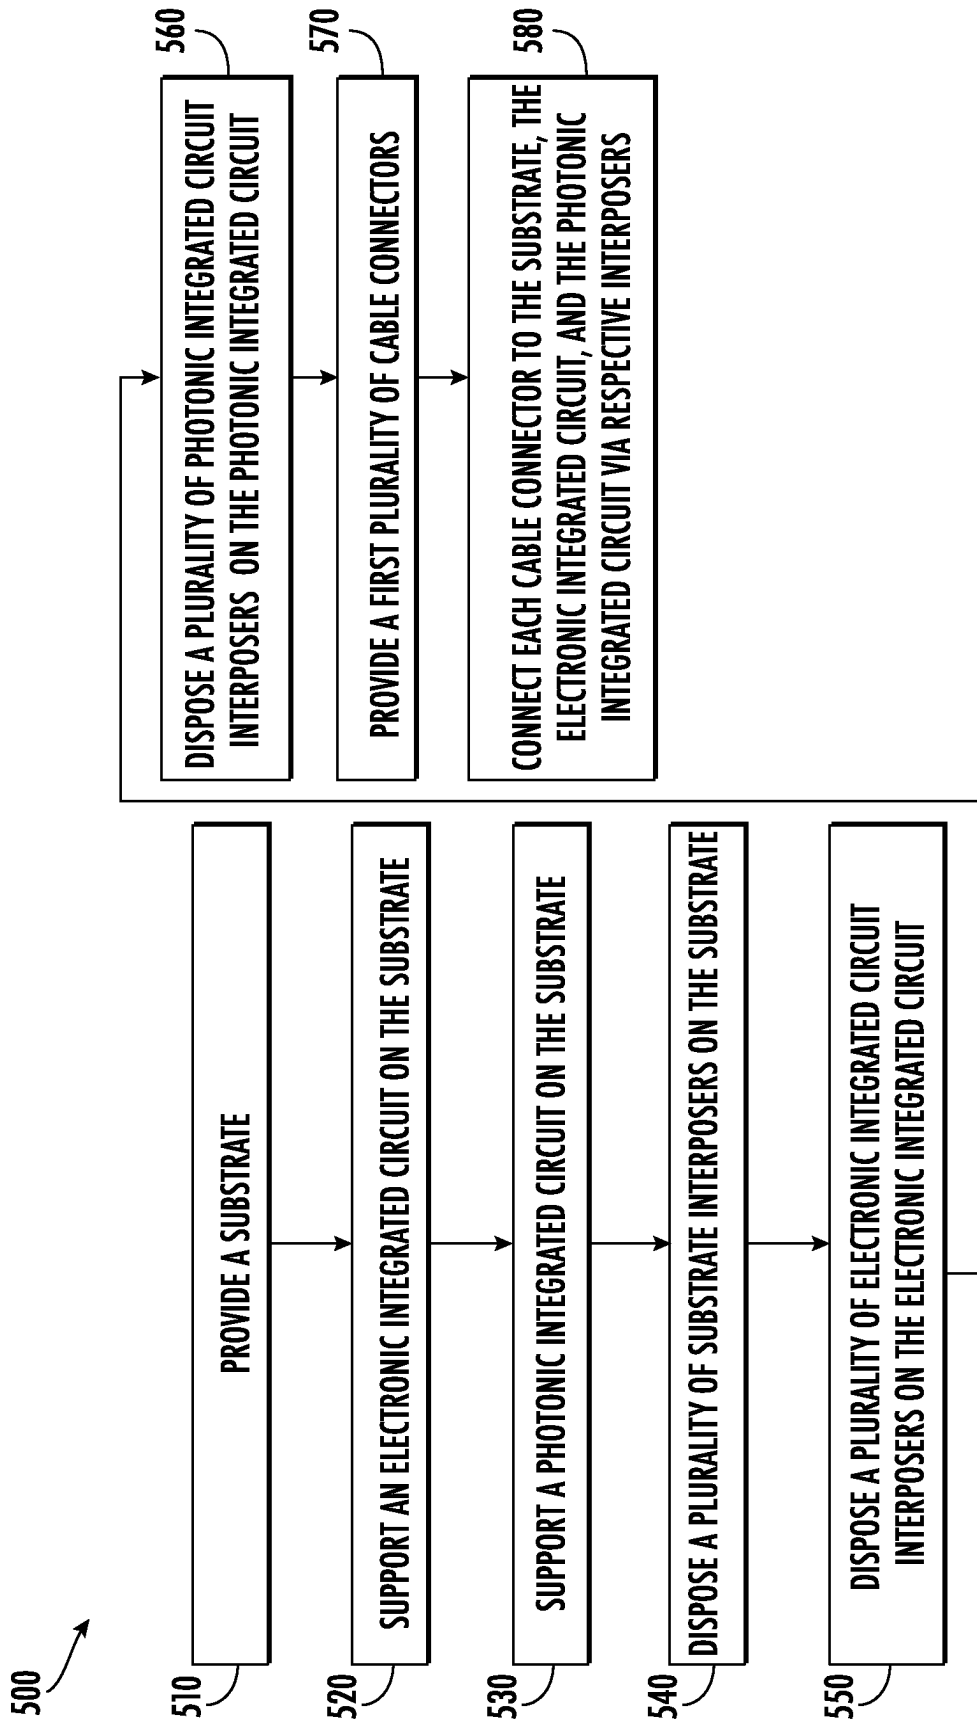 500
510
PROVIDE A SUBSTRATE
520
SUPPORT AN ELECTRONIC INTEGRATED CIRCUIT ON THE SUBSTRATE
530
SUPPORT A PHOTONIC INTEGRATED CIRCUIT ON THE SUBSTRATE
540
DISPOSE A PLURALITY OF SUBSTRATE INTERPOSERS ON THE SUBSTRATE
550
DISPOSE A PLURALITY OF ELECTRONIC INTEGRATED CIRCUIT
INTERPOSERS ON THE ELECTRONIC INTEGRATED CIRCUIT
560
DISPOSE A PLURALITY OF PHOTONIC INTEGRATED CIRCUIT
INTERPOSERS ON THE PHOTONIC INTEGRATED CIRCUIT
570
PROVIDE A FIRST PLURALITY OF CABLE CONNECTORS
580
CONNECT EACH CABLE CONNECTOR TO THE SUBSTRATE, THE
ELECTRONIC INTEGRATED CIRCUIT, AND THE PHOTONIC
INTEGRATED CIRCUIT VIA RESPECTIVE INTERPOSERS